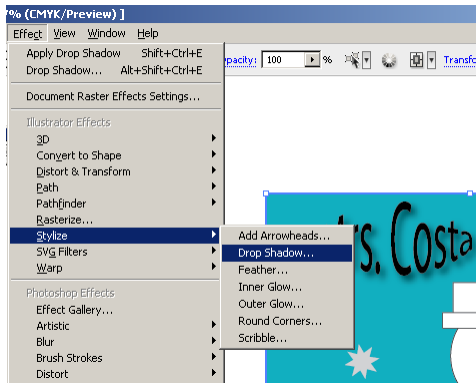 % (CMYK/Preview) ]
Effect View Window Help
Apply Drop Shadow Shift+Ctrl+E
Drop Shadow... Alt+Shift+Ctrl+E
pacity: 100 %
Document Raster Effects Settings...
Illustrator Effects
3D
Convert to Shape
Distort & Transform
Path
Pathfinder
Rasterize...
Stylize
SVG Filters
Warp
Add Arrowheads...
Drop Shadow...
Feather...
Inner Glow...
Outer Glow...
Round Corners...
Scribble...
Photoshop Effects
Effect Gallery...
Artistic
Blur
Brush Strokes
Distort
rs. Costa